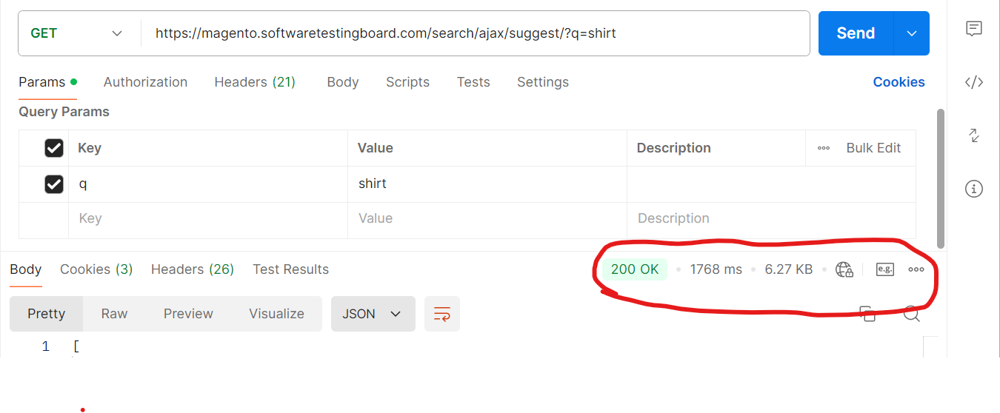 GET https://magento.softwaretestingboard.com/search/ajax/suggest/?q=shirt Send
Params Authorization Headers (21) Body Scripts Tests Settings Cookies
Query Params
Key Value Description Bulk Edit
q shirt
Key Value Description
Body Cookies (3) Headers (26) Test Results 200 OK 1768 ms 6.27 KB e.g.
Pretty Raw Preview Visualize JSON
1 [